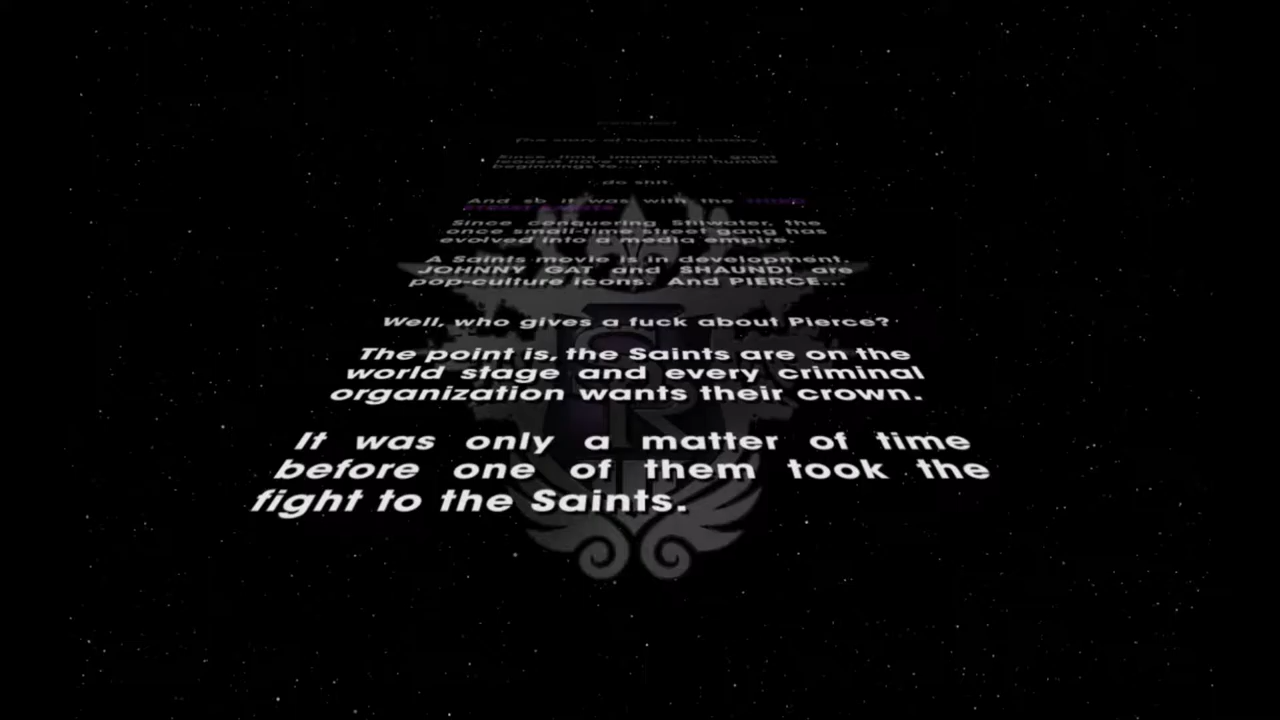 The story of human history
Since time immemorial, great
leaders have risen from humble
beginnings to...
do shit.
And so it was with the
Since conquering Stilwater, the
once small-time street gang has
evolved into a media empire.
A Saints movie is in development.
JOHNNY GAT and SHAUNDI are
pop-culture icons. And PIERCE...
Well, who gives a fuck about Pierce?
The point is, the Saints are on the
world stage and every criminal
organization wants their crown.
It was only a matter of time
before one of them took the
fight to the Saints.
SR